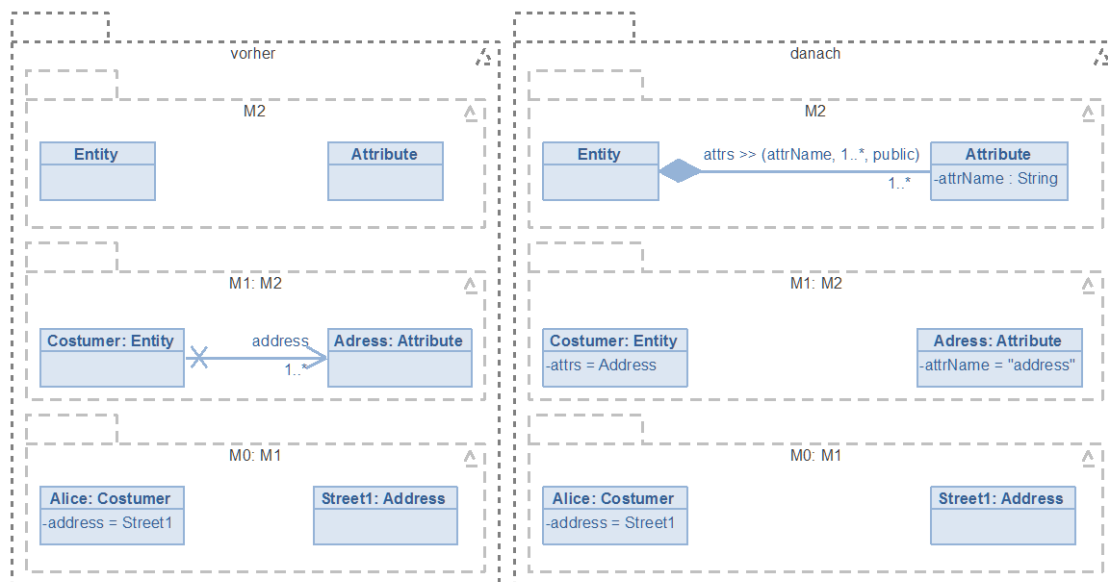 vorher
M2
Entity
Attribute
M1: M2
Costumer: Entity
address
1..*
Adress: Attribute
M0: M1
Alice: Costumer
-address = Street1
Street1: Address
danach
M2
Entity
attrs >> (attrName, 1..*, public)
1..*
Attribute
-attrName : String
M1: M2
Costumer: Entity
-attrs = Address
Adress: Attribute
-attrName = "address"
M0: M1
Alice: Costumer
-address = Street1
Street1: Address